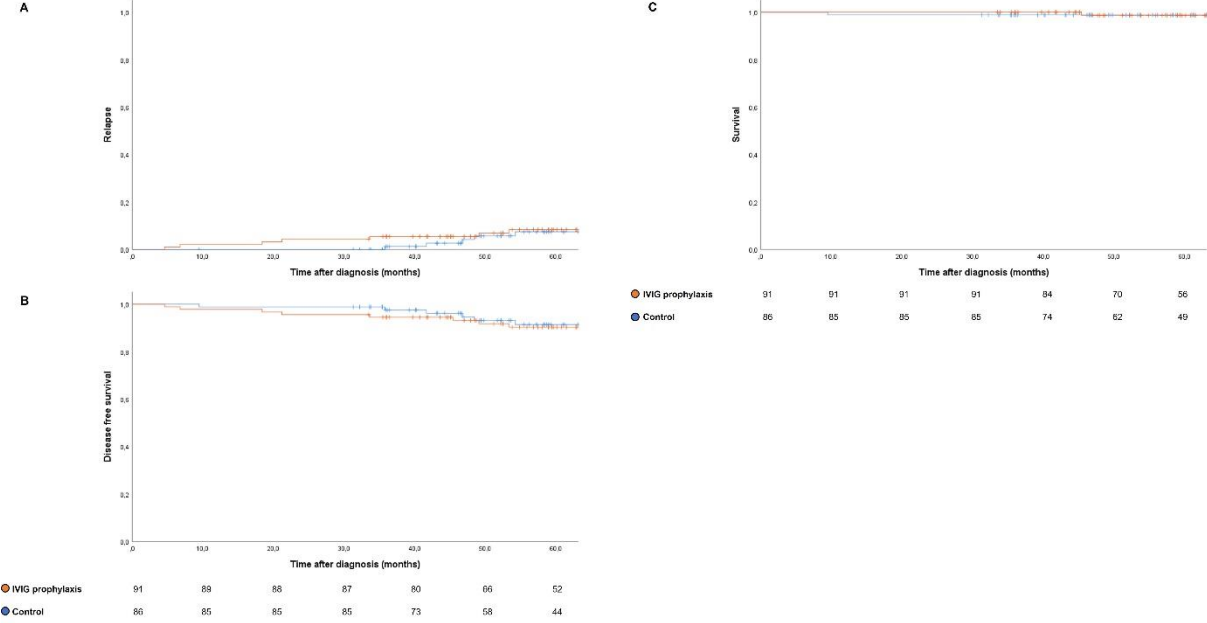 A
1,0
0,8
0,6
0,4
0,2
0,0
Relapse
,0 10,0 20,0 30,0 40,0 50,0 60,0
Time after diagnosis (months)
B
1,0
0,8
0,6
0,4
0,2
0,0
Disease free survival
,0 10,0 20,0 30,0 40,0 50,0 60,0
Time after diagnosis (months)
IVIG prophylaxis 91 89 88 87 80 66 52
Control 86 85 85 85 73 58 44
C
1,0
0,8
0,6
0,4
0,2
0,0
Survival
,0 10,0 20,0 30,0 40,0 50,0 60,0
Time after diagnosis (months)
IVIG prophylaxis 91 91 91 91 84 70 56
Control 86 85 85 85 74 62 49